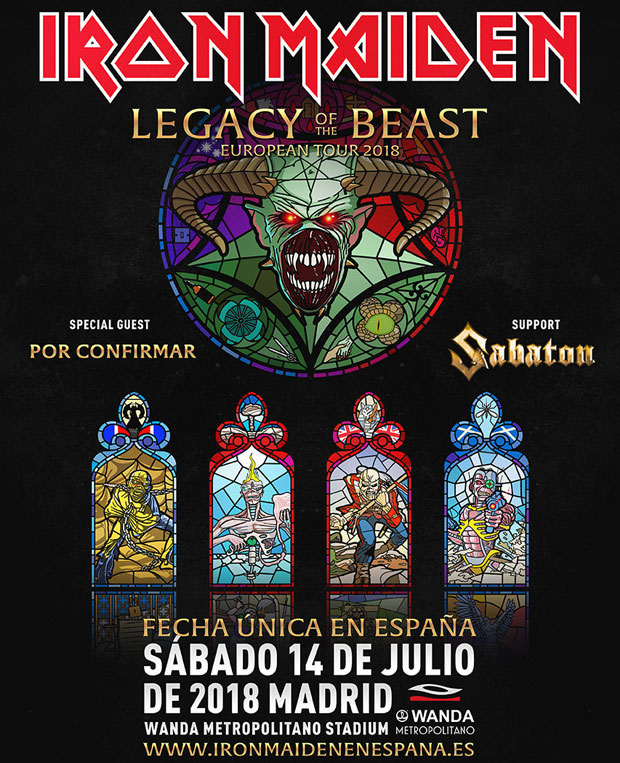 IRON MAIDEN
LEGACY OF THE BEAST
EUROPEAN TOUR 2018
SPECIAL GUEST
POR CONFIRMAR
SUPPORT
Sabaton
FECHA ÚNICA EN ESPAÑA
SÁBADO 14 DE JULIO
DE 2018 MADRID
WANDA METROPOLITANO STADIUM
WANDA
METROPOLITANO
WWW.IRONMAIDENENESPANA.ES